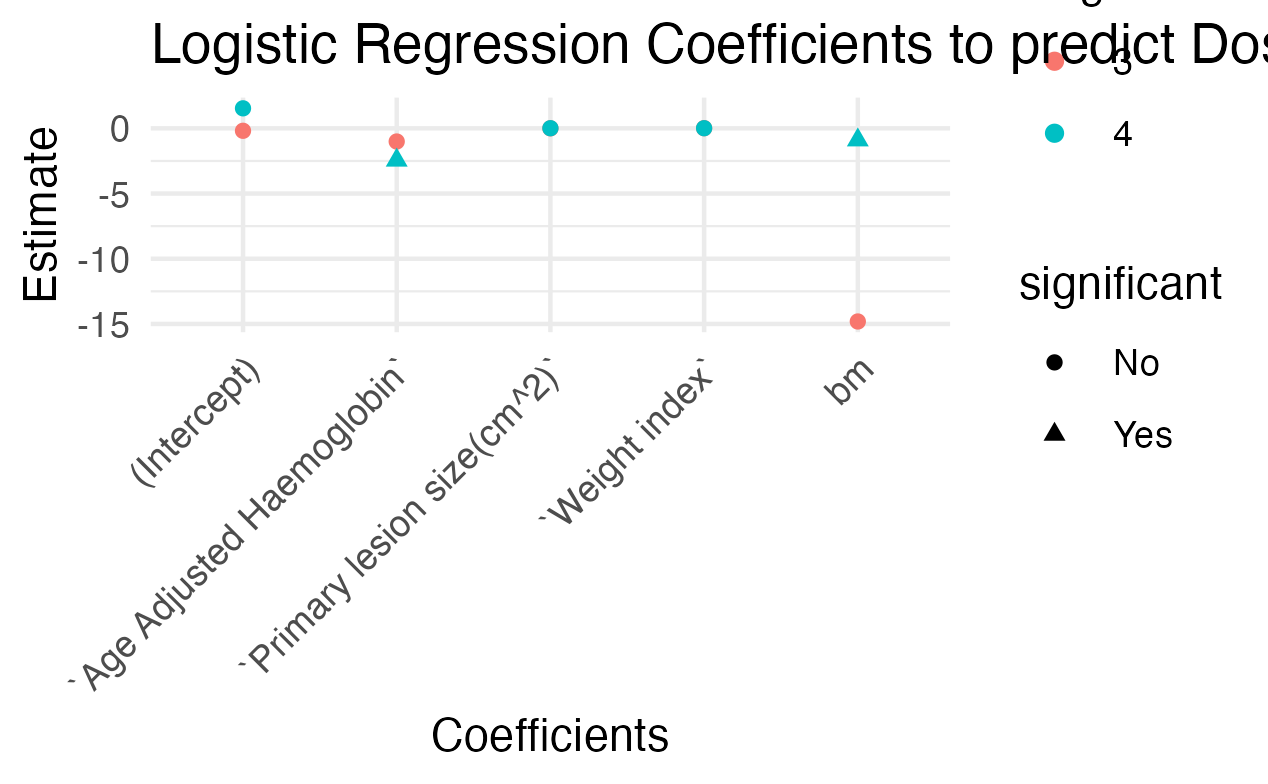 Logistic Regression Coefficients to predict
3
4
Estimate
0
-5
-10
-15
significant
No
Yes
(Intercept)
`Age Adjusted Haemoglobin`
`Primary lesion size(cm^2)`
`Weight index`
bm
Coefficients